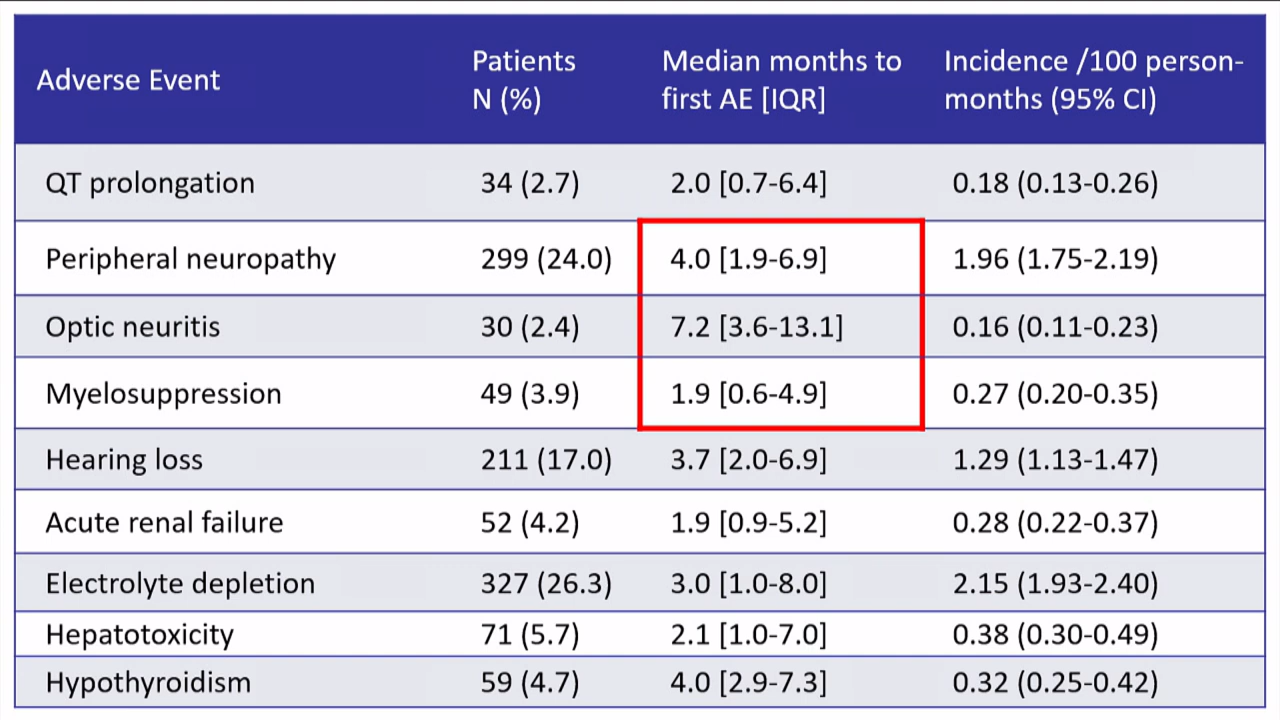 Adverse Event
Patients
N (%)
Median months to
first AE [IQR]
Incidence /100 person-
months (95% CI)
QT prolongation 34 (2.7) 2.0 [0.7-6.4] 0.18 (0.13-0.26)
Peripheral neuropathy 299 (24.0) 4.0 [1.9-6.9] 1.96 (1.75-2.19)
Optic neuritis 30 (2.4) 7.2 [3.6-13.1] 0.16 (0.11-0.23)
Myelosuppression 49 (3.9) 1.9 [0.6-4.9] 0.27 (0.20-0.35)
Hearing loss 211 (17.0) 3.7 [2.0-6.9] 1.29 (1.13-1.47)
Acute renal failure 52 (4.2) 1.9 [0.9-5.2] 0.28 (0.22-0.37)
Electrolyte depletion 327 (26.3) 3.0 [1.0-8.0] 2.15 (1.93-2.40)
Hepatotoxicity 71 (5.7) 2.1 [1.0-7.0] 0.38 (0.30-0.49)
Hypothyroidism 59 (4.7) 4.0 [2.9-7.3] 0.32 (0.25-0.42)